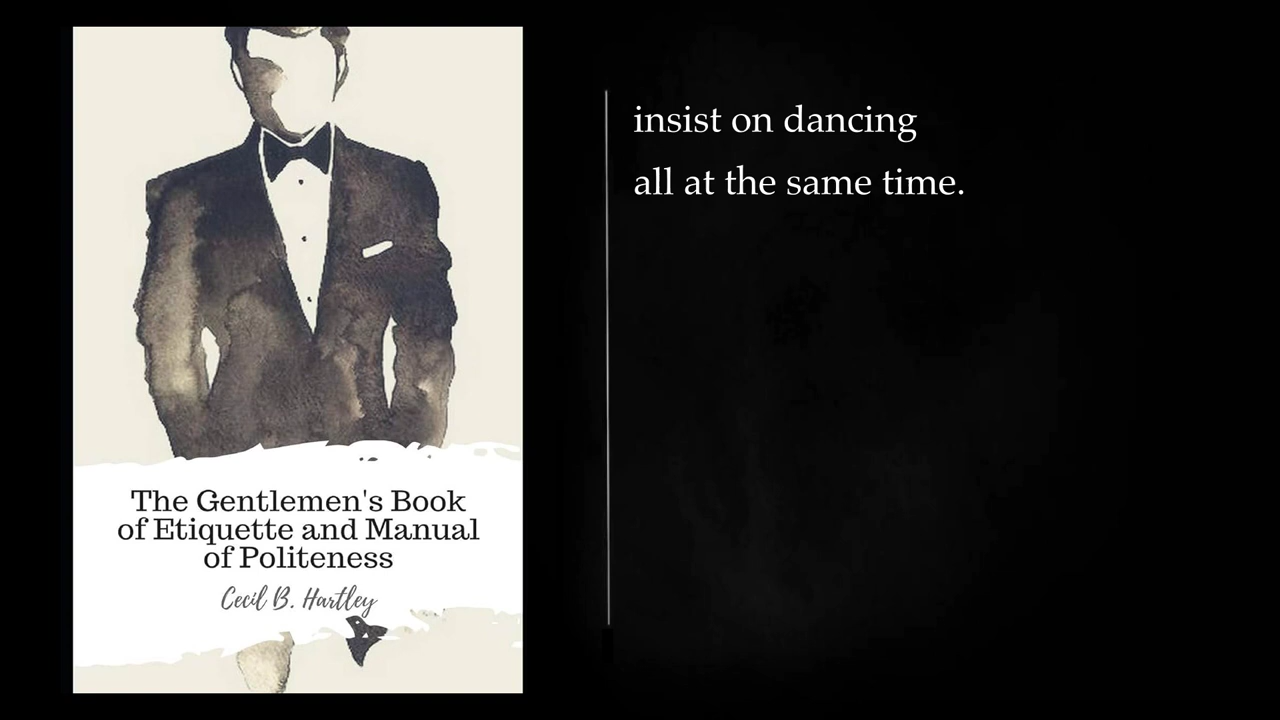 The Gentlemen's Book
of Etiquette and Manual
of Politeness
Cecil B. Hartley
insist on dancing
all at the same time.